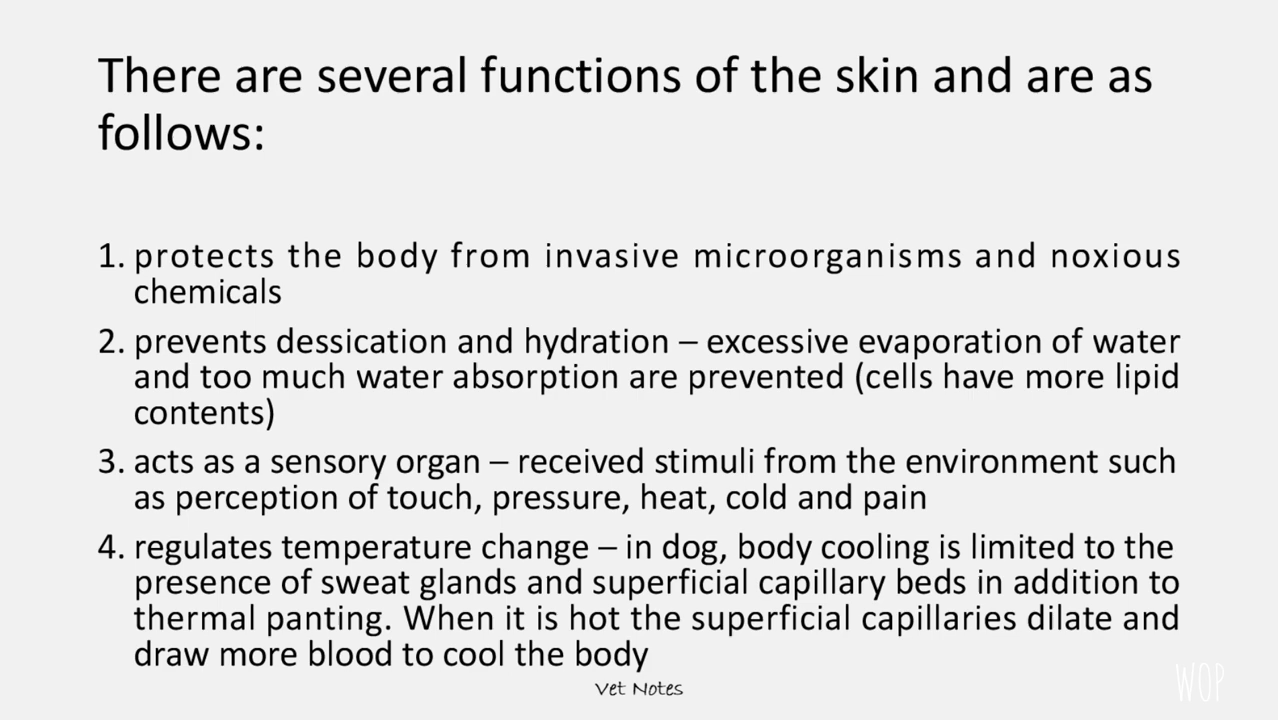 There are several functions of the skin and are as
follows:
1. protects the body from invasive microorganisms and noxious
chemicals
2. prevents dessication and hydration – excessive evaporation of water
and too much water absorption are prevented (cells have more lipid
contents)
3. acts as a sensory organ – received stimuli from the environment such
as perception of touch, pressure, heat, cold and pain
4. regulates temperature change – in dog, body cooling is limited to the
presence of sweat glands and superficial capillary beds in addition to
thermal panting. When it is hot the superficial capillaries dilate and
draw more blood to cool the body
Vet Notes
WOP